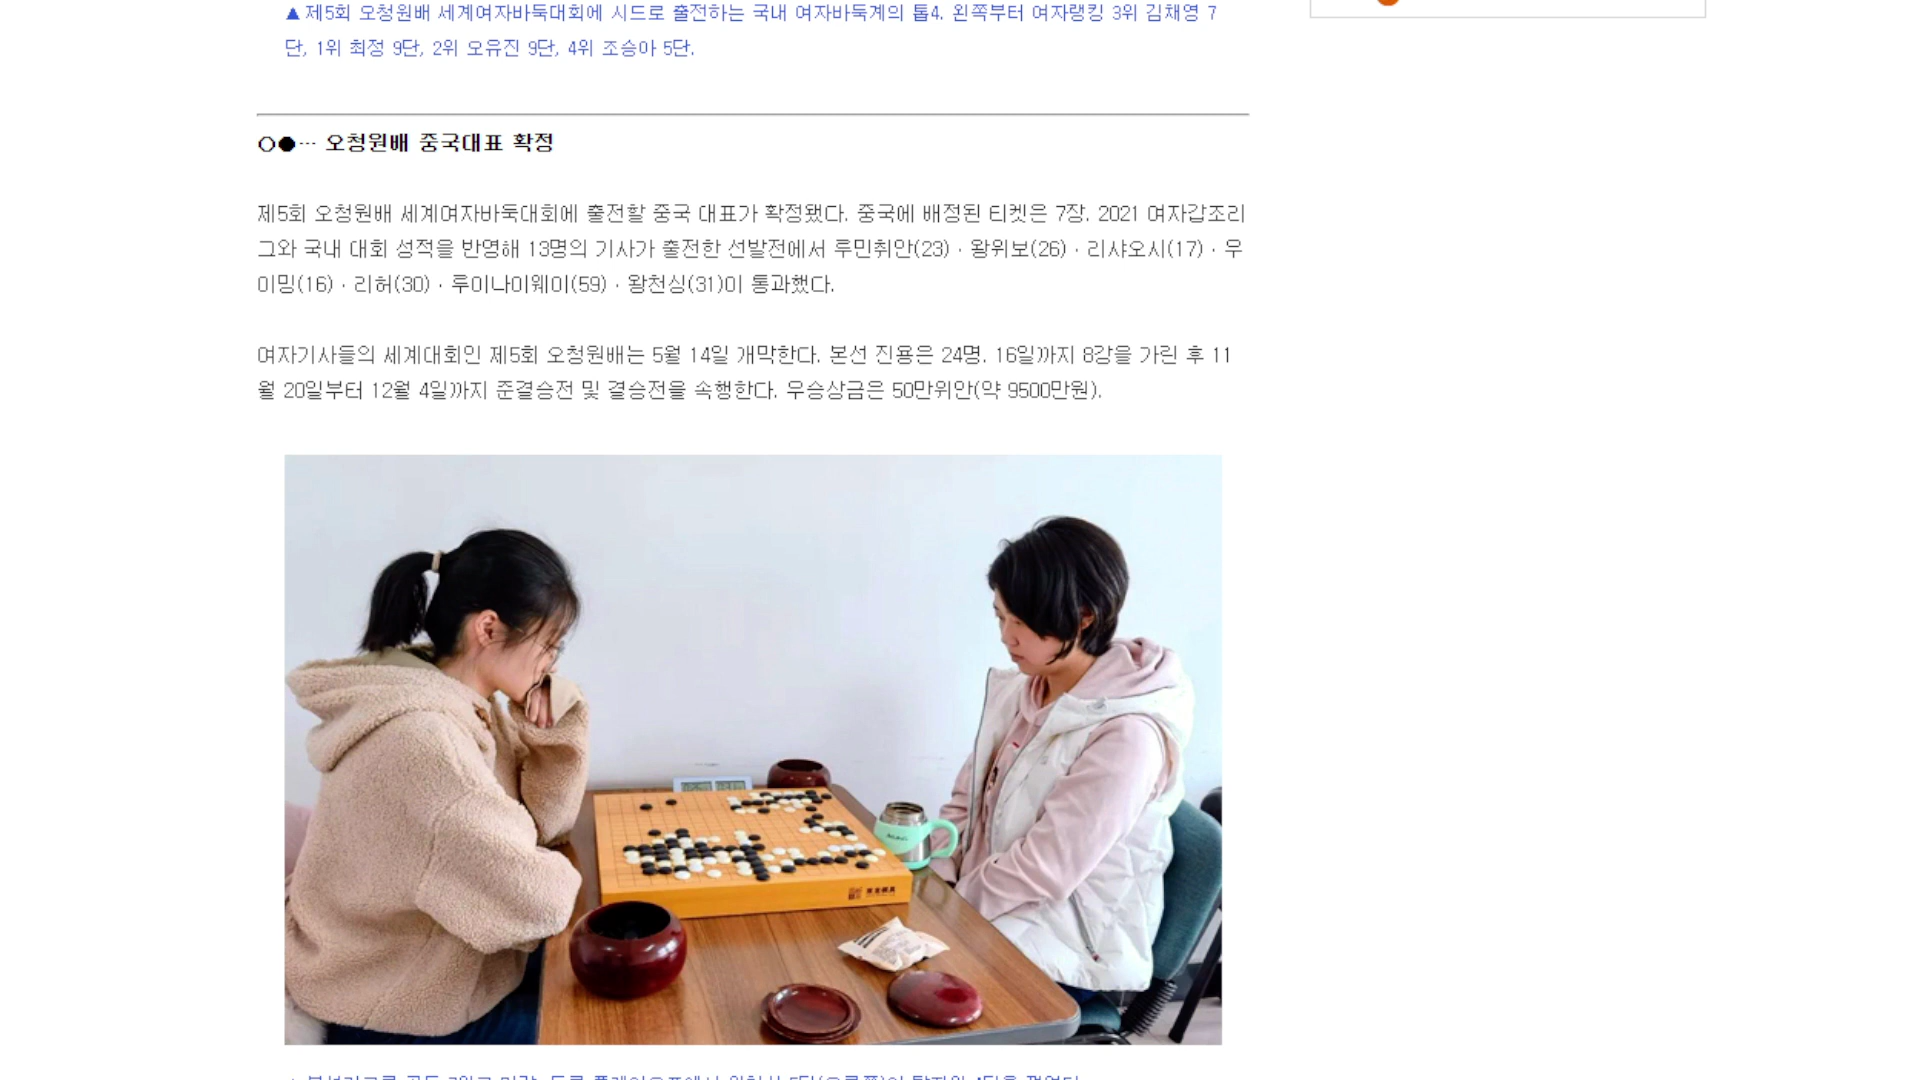 ▲ 제5회 오청원배 세계여자바둑대회에 시드로 출전하는 국내 여자바둑계의 톱4. 왼쪽부터 여자랭킹 3위 김채영 7
단, 1위 최정 9단, 2위 오유진 9단, 4위 조승아 5단.
○●… 오청원배 중국대표 확정
제5회 오청원배 세계여자바둑대회에 출전할 중국 대표가 확정됐다. 중국에 배정된 티켓은 7장. 2021 여자갑조리
그와 국내 대회 성적을 반영해 13명의 기사가 출전한 선발전에서 루민취안(23)ㆍ왕위보(26)ㆍ리샤오시(17)ㆍ우
이밍(16)ㆍ리허(30)ㆍ루이나이웨이(59)ㆍ왕천싱(31)이 통과했다.
여자기사들의 세계대회인 제5회 오청원배는 5월 14일 개막한다. 본선 진용은 24명. 16일까지 8강을 가린 후 11
월 20일부터 12월 4일까지 준결승전 및 결승전을 속행한다. 우승상금은 50만위안(약 9500만원).